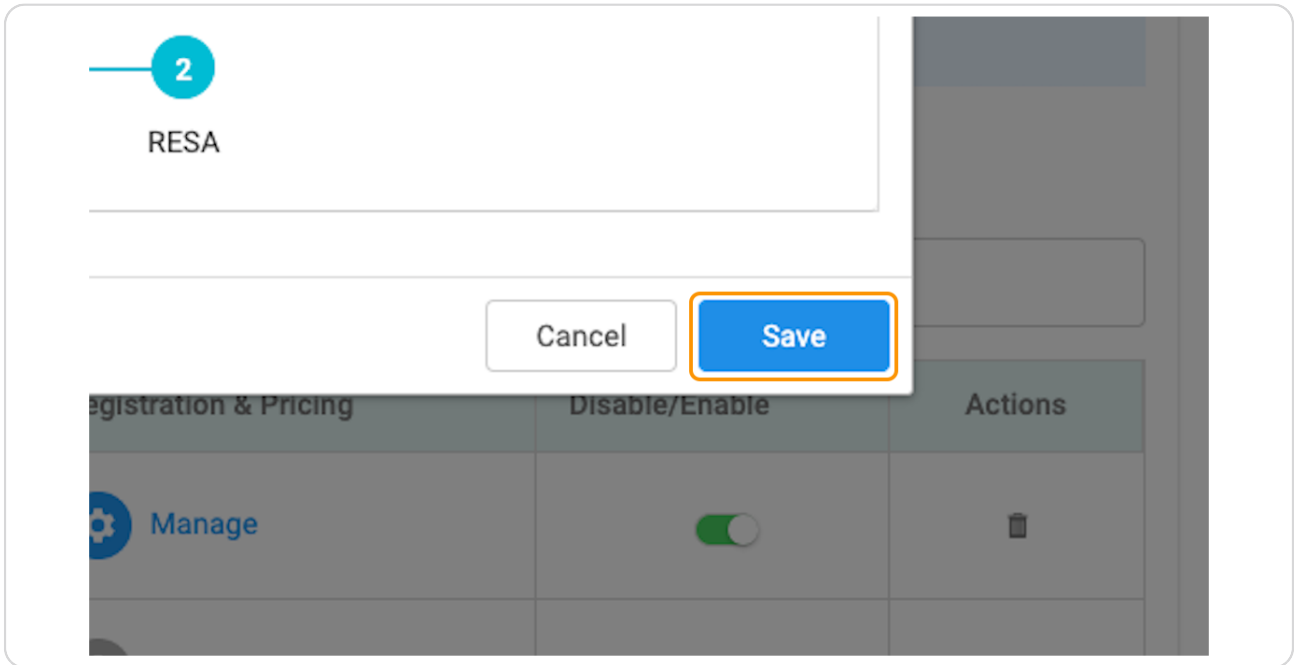 2
RESA
Cancel Save
egistration & Pricing Disable/Enable Actions
Manage